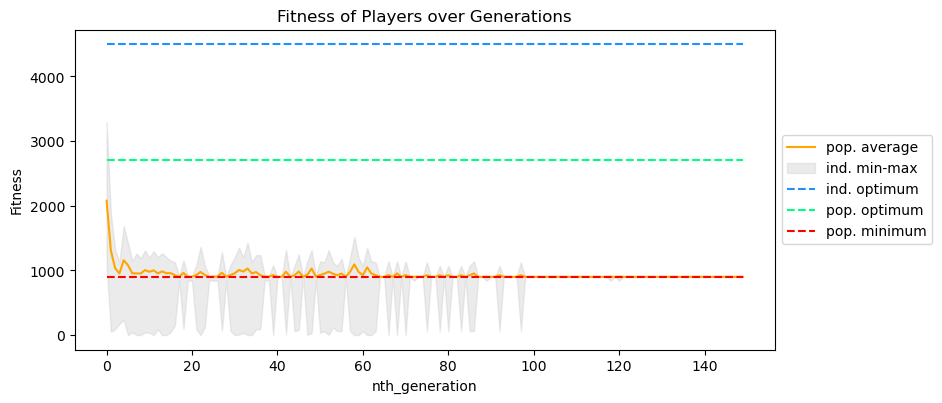 Fitness of Players over Generations
Fitness
4000
3000
2000
1000
0
0 20 40 60 80 100 120 140
nth_generation
pop. average
ind. min-max
ind. optimum
pop. optimum
pop. minimum